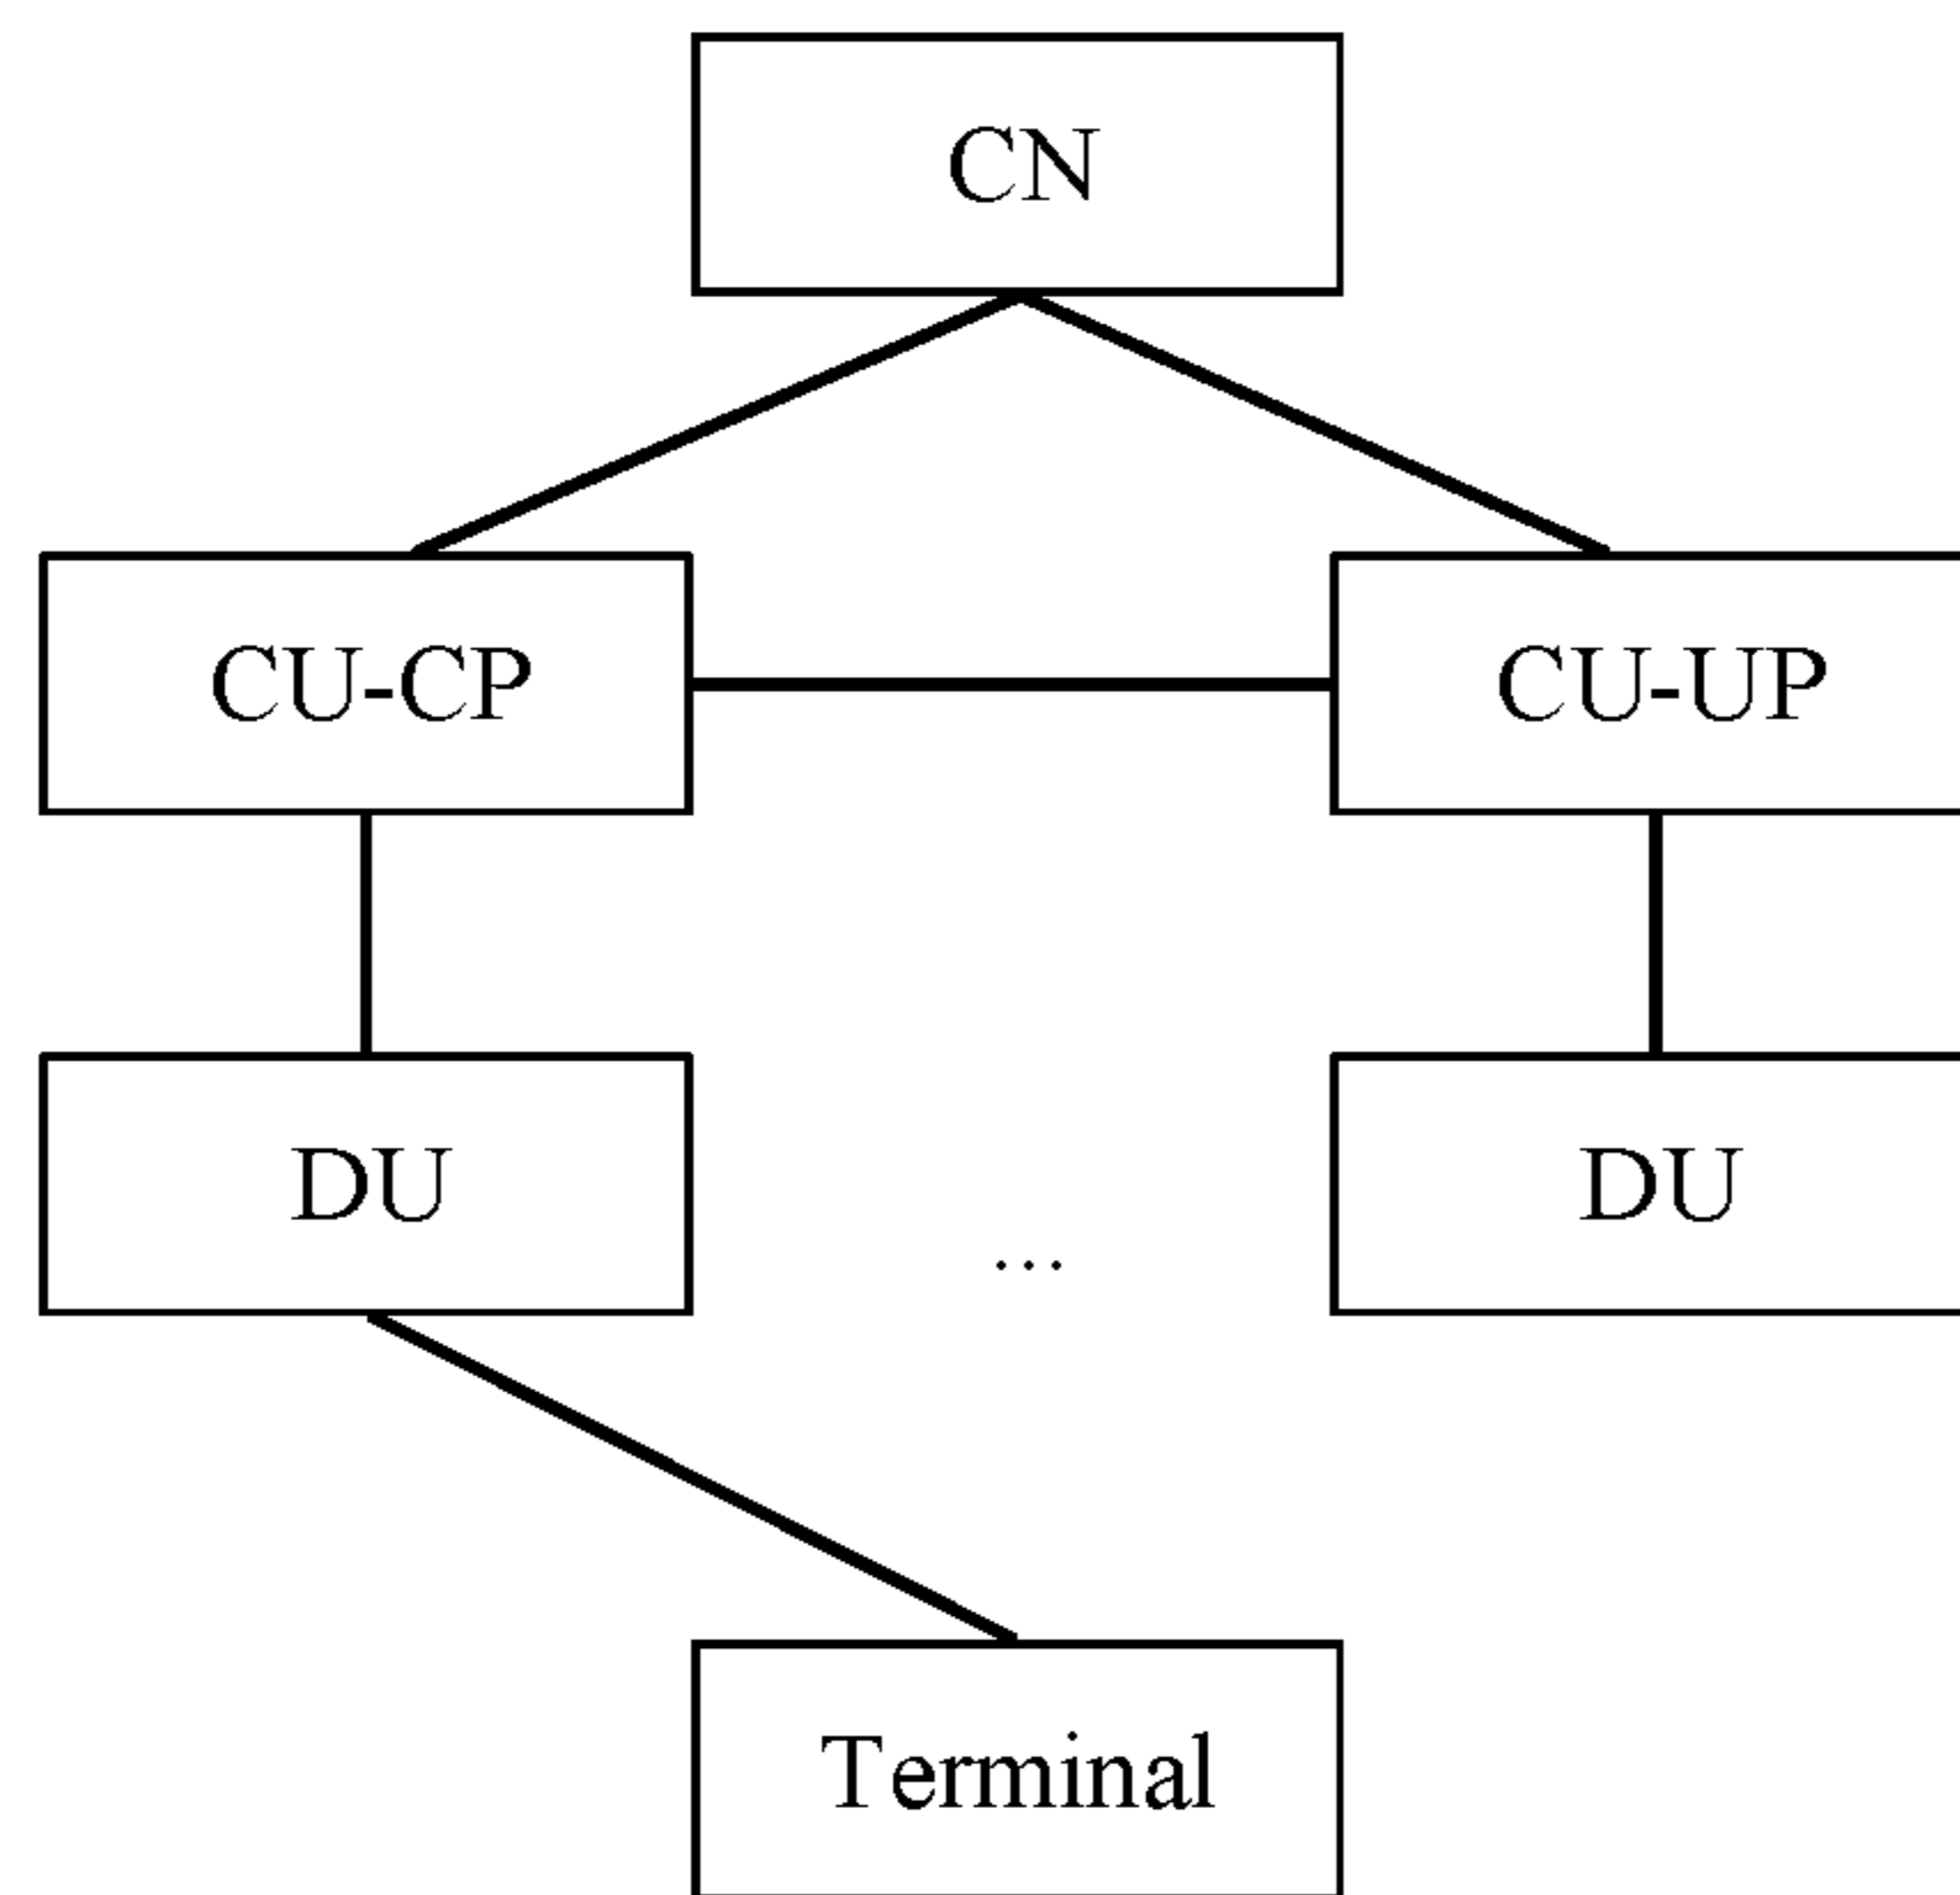 CN
CU-CP
CU-UP
DU
...
DU
Terminal